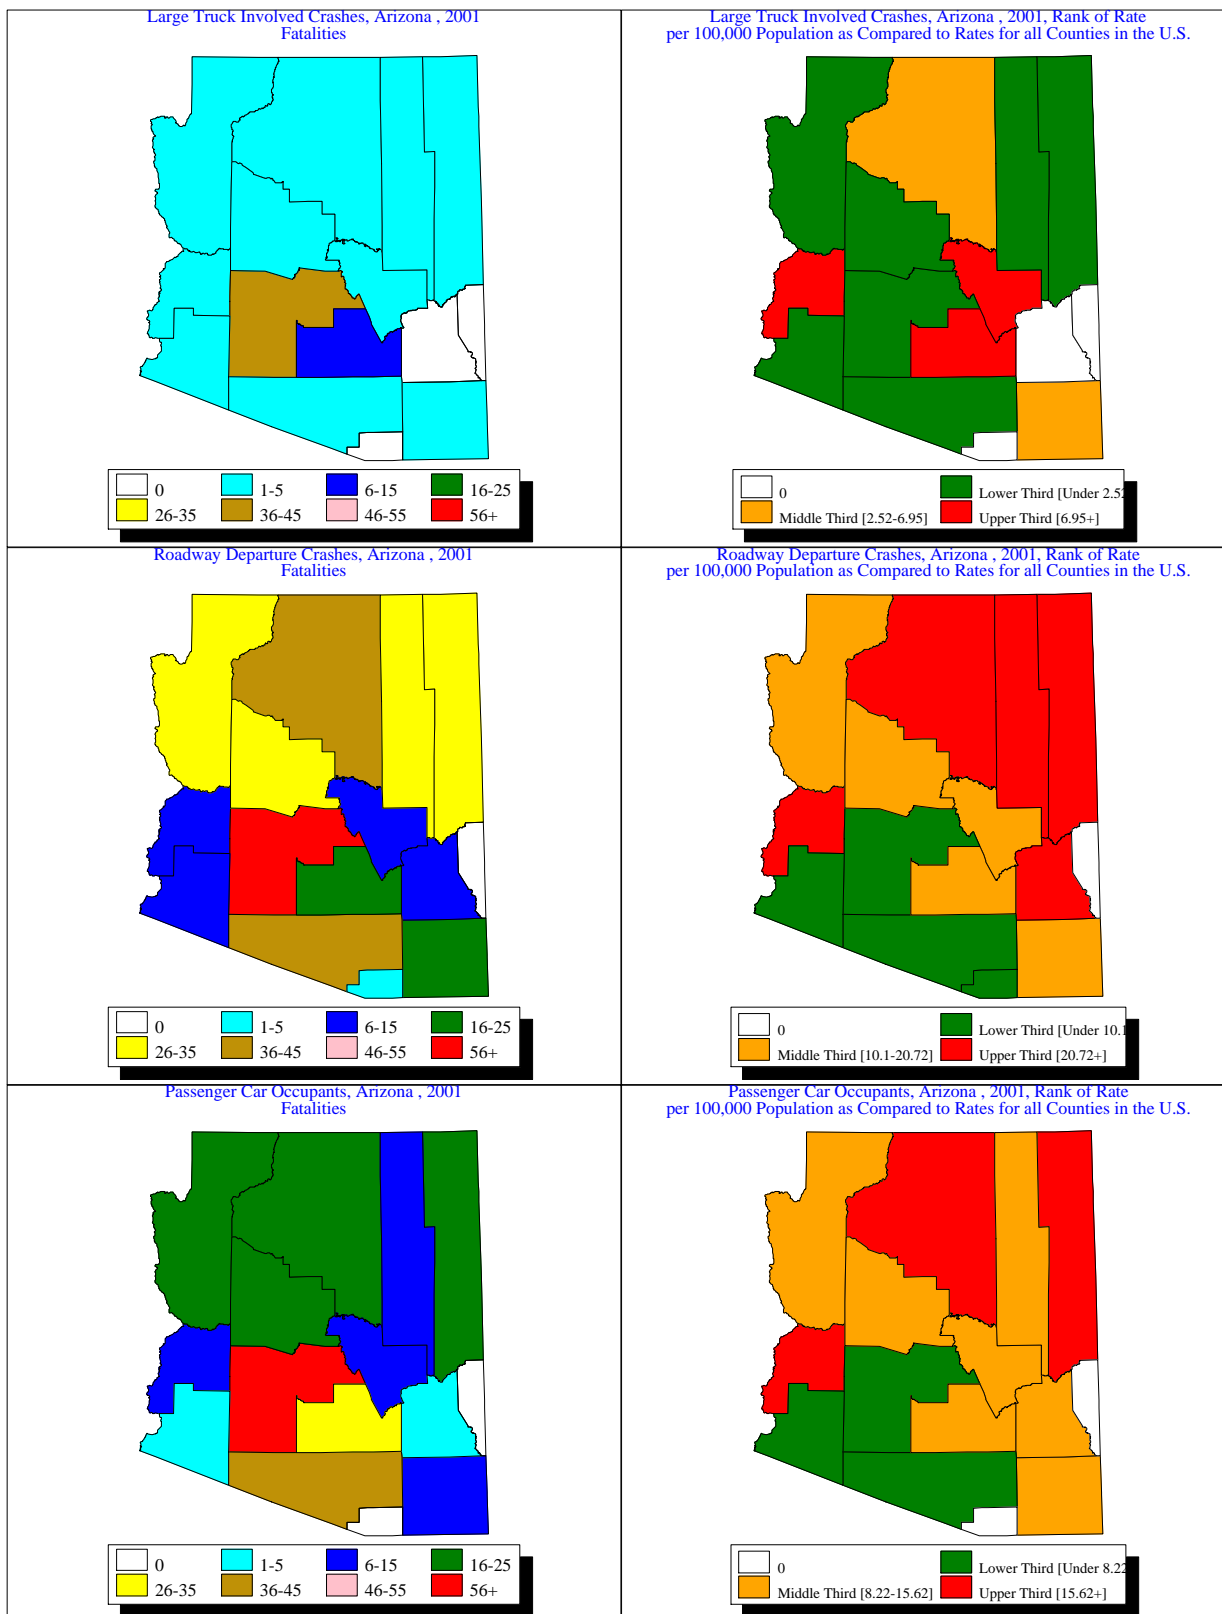 Large Truck Involved Crashes, Arizona , 2001
Fatalities
0
1-5
6-15
16-25
26-35
36-45
46-55
56+
Large Truck Involved Crashes, Arizona , 2001, Rank of Rate
per 100,000 Population as Compared to Rates for all Counties in the U.S.
0
Lower Third [Under 2.52
Middle Third [2.52-6.95]
Upper Third [6.95+]
Roadway Departure Crashes, Arizona , 2001
Fatalities
0
1-5
6-15
16-25
26-35
36-45
46-55
56+
Roadway Departure Crashes, Arizona , 2001, Rank of Rate
per 100,000 Population as Compared to Rates for all Counties in the U.S.
0
Lower Third [Under 10.1
Middle Third [10.1-20.72]
Upper Third [20.72+]
Passenger Car Occupants, Arizona , 2001
Fatalities
0
1-5
6-15
16-25
26-35
36-45
46-55
56+
Passenger Car Occupants, Arizona , 2001, Rank of Rate
per 100,000 Population as Compared to Rates for all Counties in the U.S.
0
Lower Third [Under 8.22
Middle Third [8.22-15.62]
Upper Third [15.62+]